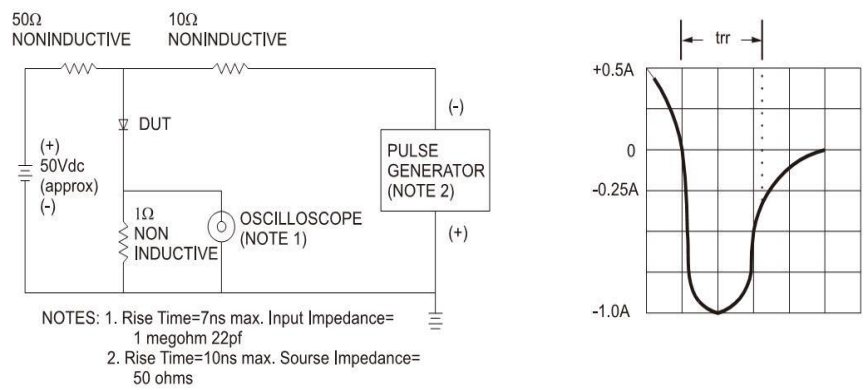 50Ω
NONINDUCTIVE
10Ω
NONINDUCTIVE
DUT
(+)
50Vdc
(approx)
(-)
1Ω
NON
INDUCTIVE
OSCILLOSCOPE
(NOTE 1)
(-)
PULSE
GENERATOR
(NOTE 2)
(+)
NOTES: 1. Rise Time=7ns max. Input Impedance=
1 megohm 22pf
2. Rise Time=10ns max. Sourse Impedance=
50 ohms
trr
+0.5A
0
-0.25A
-1.0A